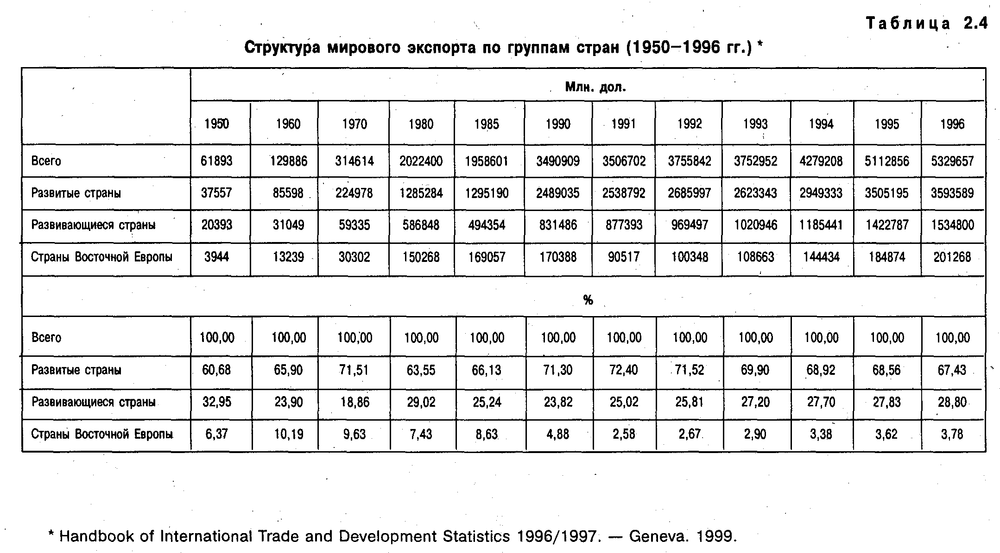 Таблица 2.4
Структура мирового экспорта по группам стран (1950—1996 гг.) *
Млн. дол.
1950 1960 1970 1980 1985 1990 1991 1992 1993 1994 1995 1996
Всего 61893 129886 314614 2022400 1958601 3490909 3506702 3755842 3752952 4279208 5112856 5329657
Развитые страны 37557 85598 224978 1285284 1295190 2489035 2538792 2685997 2623343 2949333 3505195 3593589
Развивающиеся страны 20393 31049 59335 586848 494354 831486 877393 969497 1020946 1185441 1422787 1534800
Страны Восточной Европы 3944 13239 30302 150268 169057 170388 90517 100348 108663 144434 184874 201268
%
Всего 100,00 100,00 100,00 100,00 100,00 100,00 100,00 100,00 100,00 100,00 100,00 100,00
Развитые страны 60,68 65,90 71,51 63,55 66,13 71,30 72,40 71,52 69,90 68,92 68,56 67,43
Развивающиеся страны 32,95 23,90 18,86 29,02 25,24 23,82 25,02 25,81 27,20 27,70 27,83 28,80
Страны Восточной Европы 6,37 10,19 9,63 7,43 8,63 4,88 2,58 2,67 2,90 3,38 3,62 3,78
* Handbook of International Trade and Development Statistics 1996/1997. — Geneva. 1999.